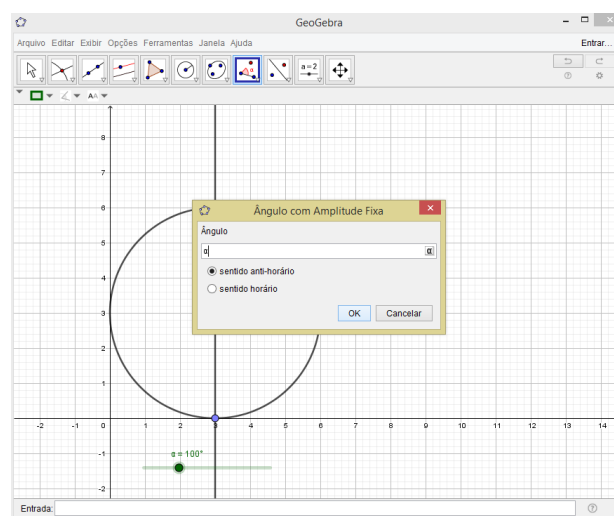 GeoGebra
Arquivo Editar Exibir Opções Ferramentas Janela Ajuda
Entrar...
a = 2
AA
8
7
6
5
4
3
2
1
-2 -1 0 1 2 3 4 5 6 7 8 9 10 11 12 13 14
-1
-2
Ângulo com Amplitude Fixa
Ângulo
α
α
sentido anti-horário
sentido horário
OK Cancelar
α = 100°
Entrada: